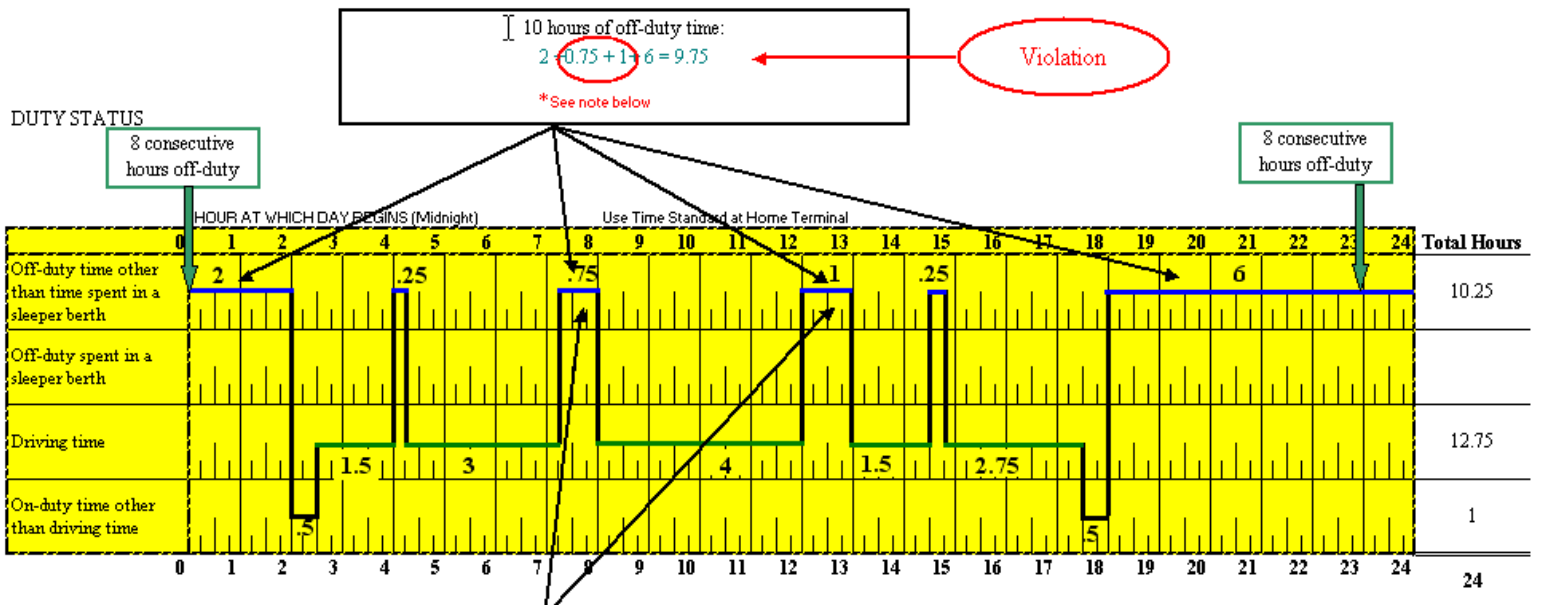 10 hours of off-duty time:
2 +0.75 + 1+ 6 = 9.75
*See note below
Violation
DUTY STATUS
8 consecutive
hours off-duty
8 consecutive
hours off-duty
HOUR AT WHICH DAY BEGINS (Midnight)
Use Time Standard at Home Terminal
0 1 2 3 4 5 6 7 8 9 10 11 12 13 14 15 16 17 18 19 20 21 22 23 24 Total Hours
Off-duty time other
than time spent in a
sleeper berth
2 .25 .75 1 .25 6
10.25
Off-duty spent in a
sleeper berth
Driving time
1.5 3 4 1.5 2.75
12.75
On-duty time other
than driving time
.5 .5
1
0 1 2 3 4 5 6 7 8 9 10 11 12 13 14 15 16 17 18 19 20 21 22 23 24
24